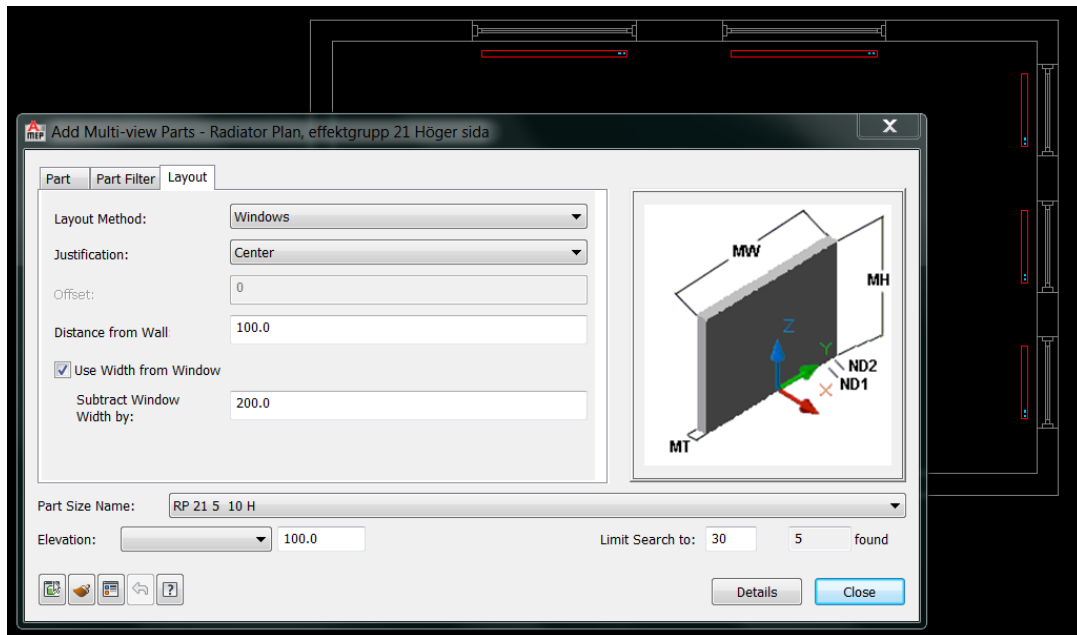 A
MEP
Add Multi-view Parts - Radiator Plan, effektgrupp 21 Höger sida
X
Part Part Filter Layout
Layout Method: Windows
Justification: Center
Offset: 0
Distance from Wall 100.0
Use Width from Window
Subtract Window
Width by: 200.0
MW
MH
Z
Y
X
ND2
ND1
MT
Part Size Name: RP 21 5 10 H
Elevation: 100.0 Limit Search to: 30 5 found
?
Details Close